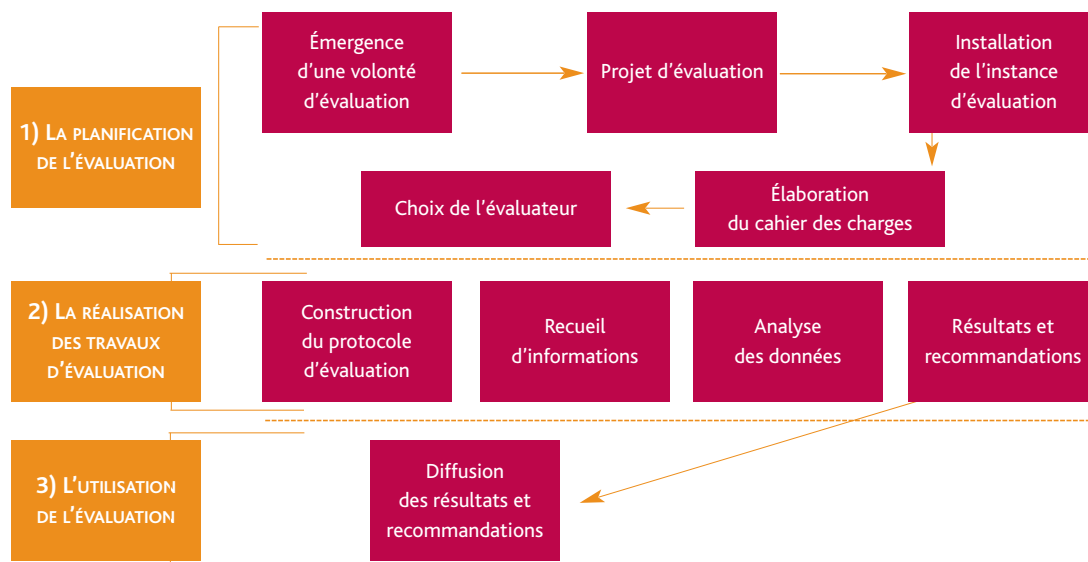 1) La planification
de l'évaluation
Émergence
d'une volonté
d'évaluation
Projet d'évaluation
Installation
de l'instance
d'évaluation
Élaboration
du cahier des charges
Choix de l'évaluateur
2) La réalisation
des travaux
d'évaluation
Construction
du protocole
d'évaluation
Recueil
d'informations
Analyse
des données
Résultats et
recommandations
3) L'utilisation
de l'évaluation
Diffusion
des résultats et
recommandations